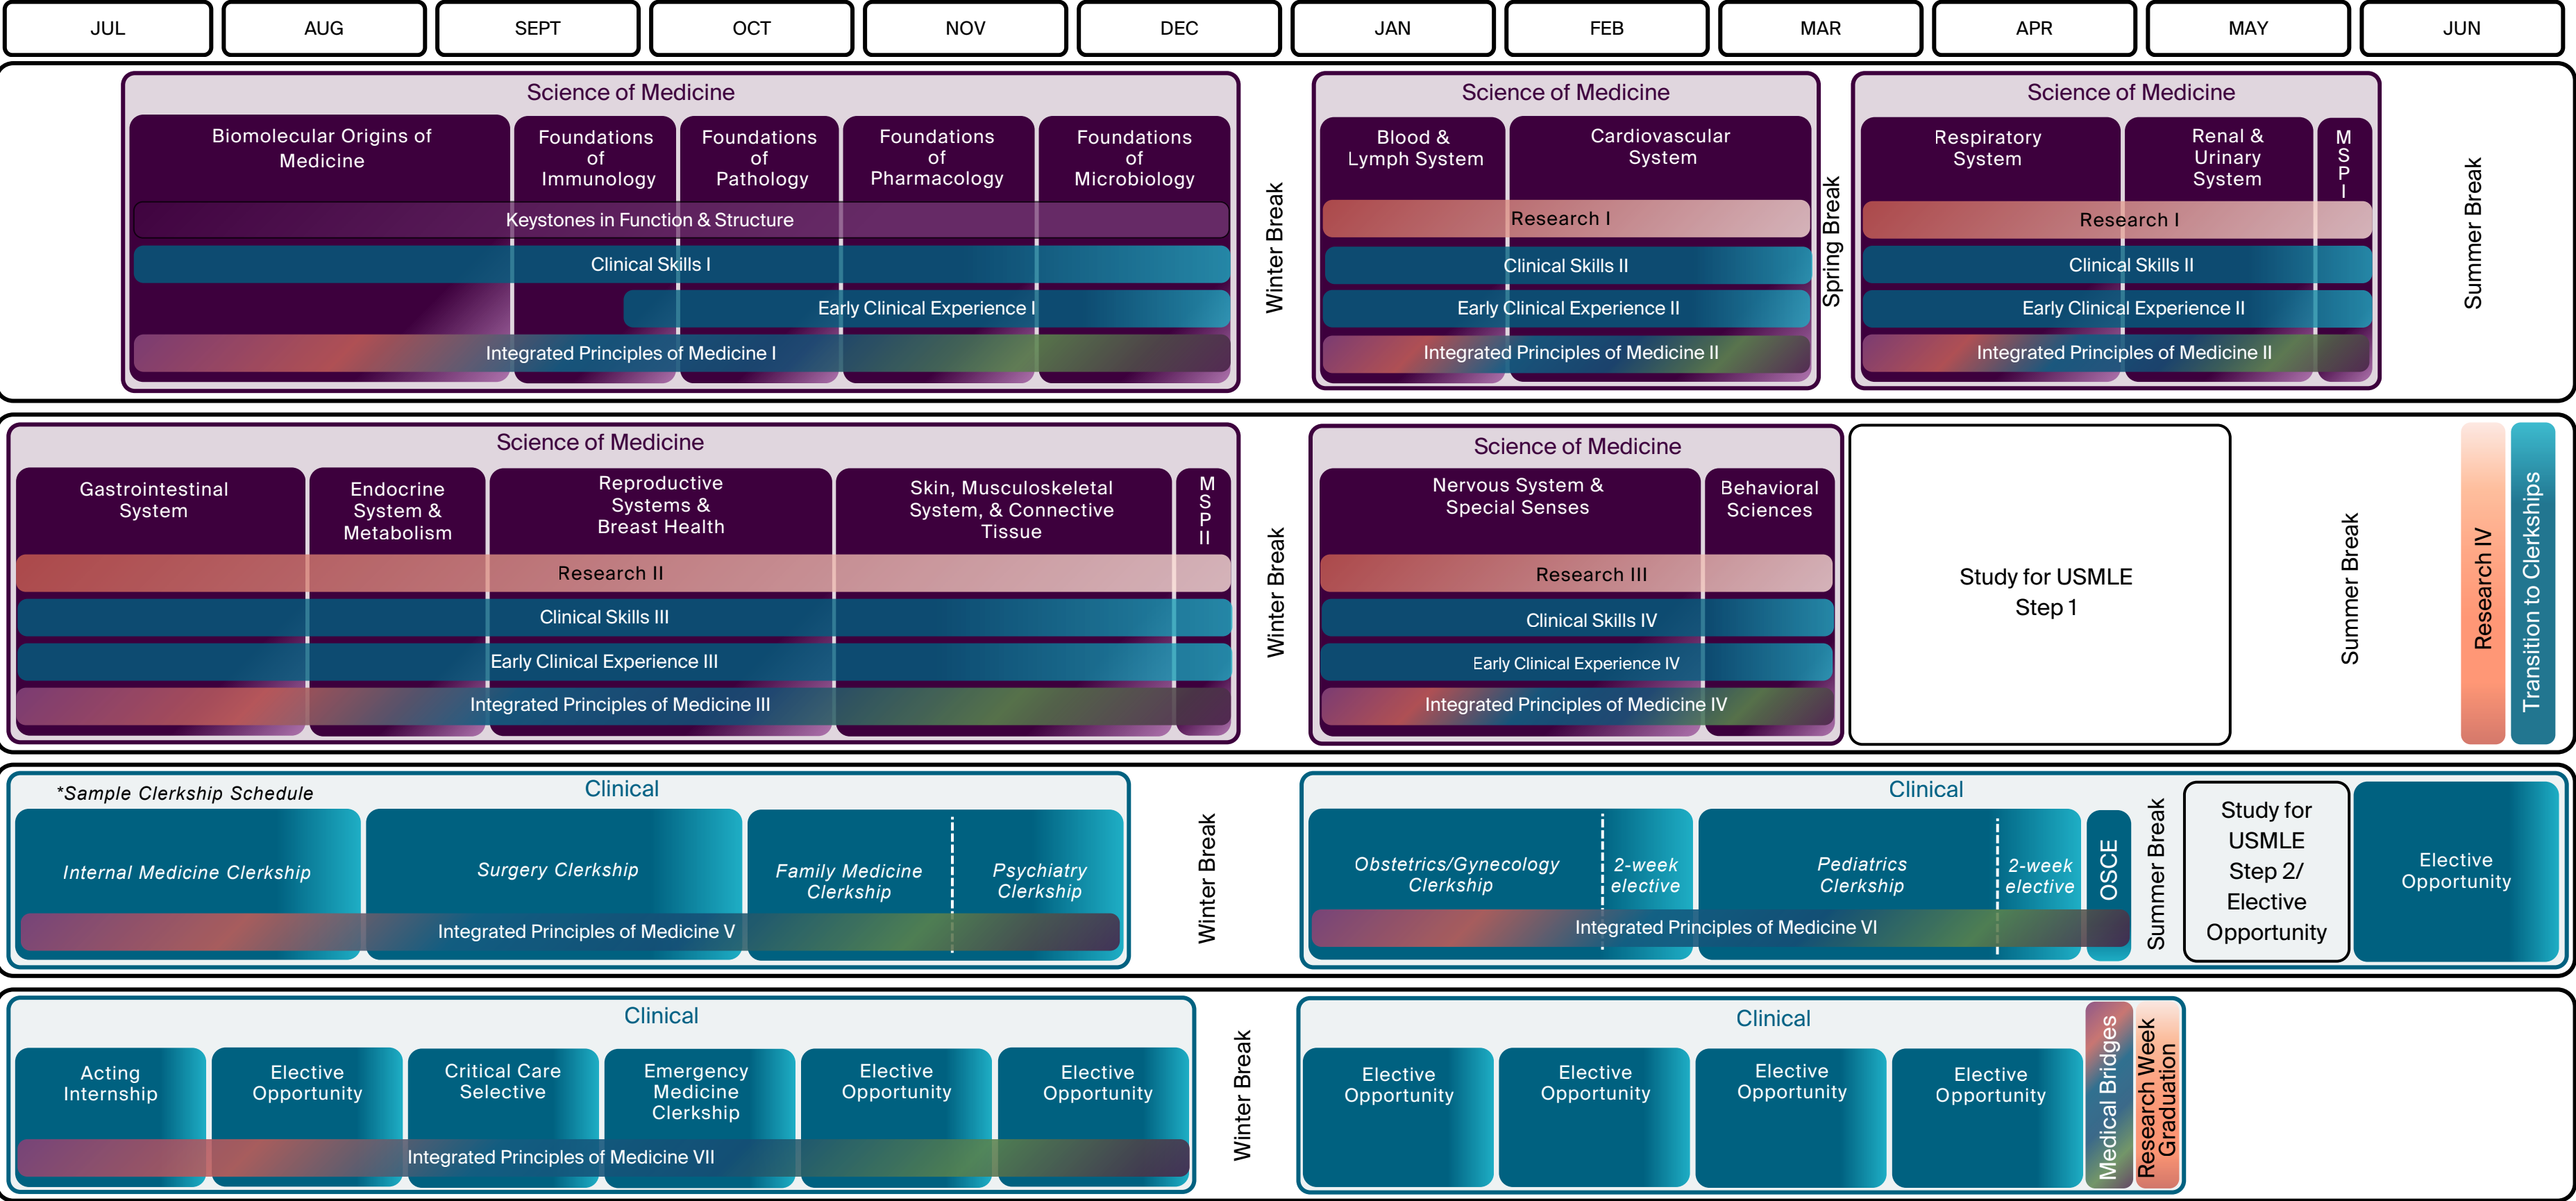 JUL
AUG
SEPT
OCT
NOV
DEC
JAN
FEB
MAR
APR
MAY
JUN
Science of Medicine
Biomolecular Origins of
Medicine
Foundations
of
Immunology
Foundations
of
Pathology
Foundations
of
Pharmacology
Foundations
of
Microbiology
Keystones in Function & Structure
Clinical Skills I
Early Clinical Experience I
Integrated Principles of Medicine I
Winter Break
Science of Medicine
Blood &
Lymph System
Cardiovascular
System
Research I
Clinical Skills II
Early Clinical Experience II
Integrated Principles of Medicine II
Spring Break
Science of Medicine
Respiratory
System
Renal &
Urinary
System
M
S
P
I
Research I
Clinical Skills II
Early Clinical Experience II
Integrated Principles of Medicine II
Summer Break
Science of Medicine
Gastrointestinal
System
Endocrine
System &
Metabolism
Reproductive
Systems &
Breast Health
Skin, Musculoskeletal
System, & Connective
Tissue
M
S
P
II
Research II
Clinical Skills III
Early Clinical Experience III
Integrated Principles of Medicine III
Winter Break
Science of Medicine
Nervous System &
Special Senses
Behavioral
Sciences
Research III
Clinical Skills IV
Early Clinical Experience IV
Integrated Principles of Medicine IV
Study for USMLE
Step 1
Summer Break
Research IV
Transition to Clerkships
*Sample Clerkship Schedule
Clinical
Internal Medicine Clerkship
Surgery Clerkship
Family Medicine
Clerkship
Psychiatry
Clerkship
Integrated Principles of Medicine V
Winter Break
Clinical
Obstetrics/Gynecology
Clerkship
2-week
elective
Pediatrics
Clerkship
2-week
elective
OSCE
Integrated Principles of Medicine VI
Summer Break
Study for
USMLE
Step 2/
Elective
Opportunity
Elective
Opportunity
Clinical
Acting
Internship
Elective
Opportunity
Critical Care
Selective
Emergency
Medicine
Clerkship
Elective
Opportunity
Elective
Opportunity
Integrated Principles of Medicine VII
Winter Break
Clinical
Elective
Opportunity
Elective
Opportunity
Elective
Opportunity
Elective
Opportunity
Medical Bridges
Research Week
Graduation